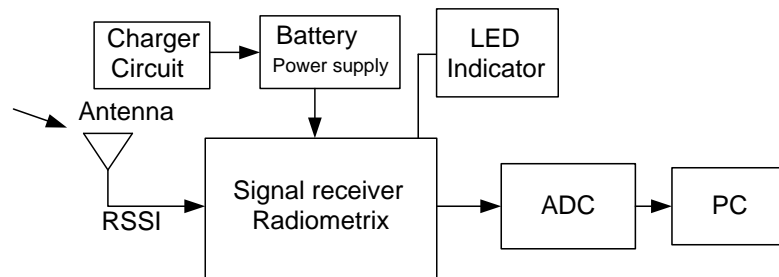 Charger
Circuit
Battery
Power supply
LED
Indicator
Antenna
RSSI
Signal receiver
Radiometrix
ADC
PC